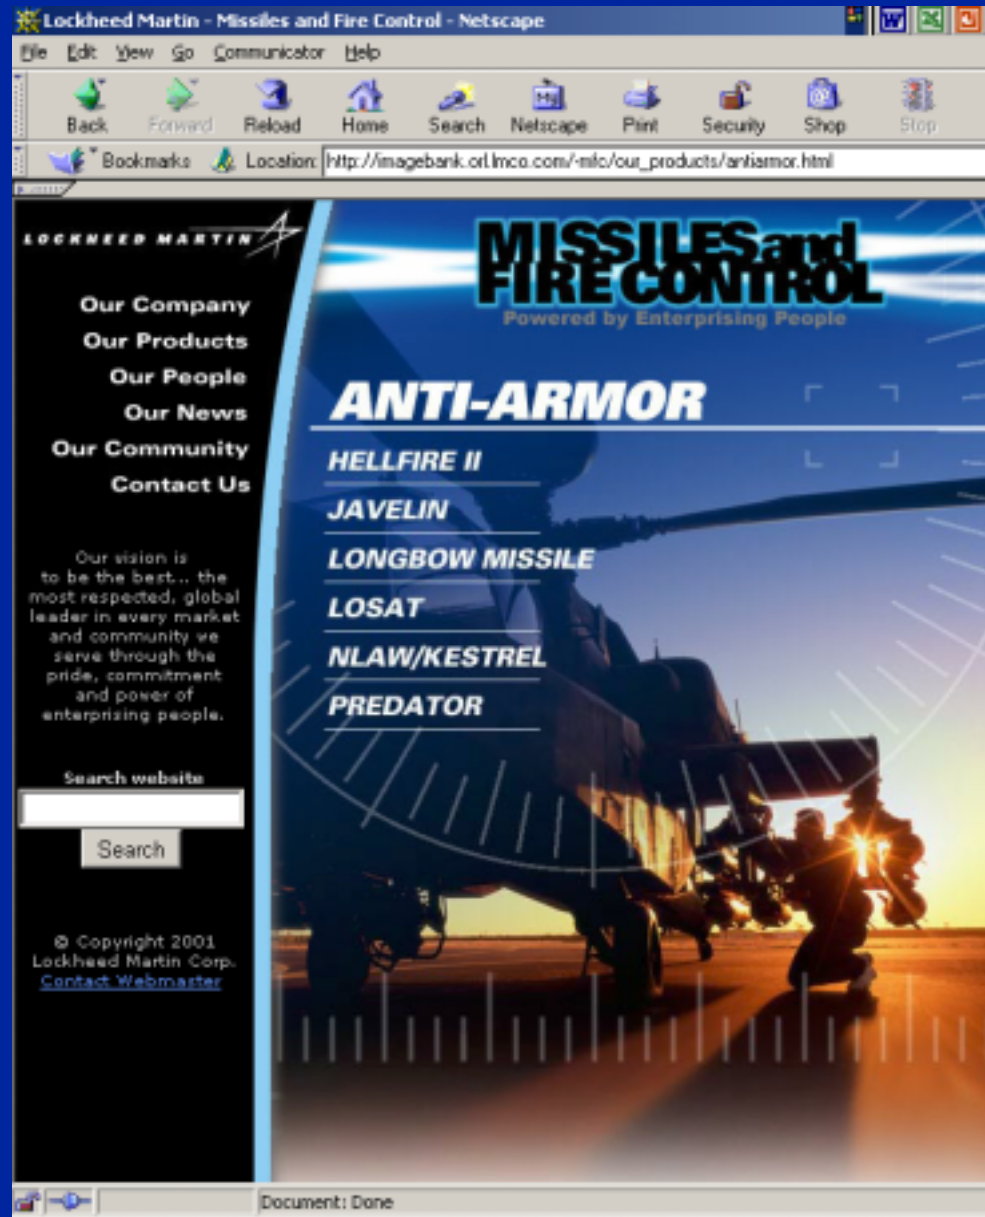 Lockheed Martin - Missiles and Fire Control - Netscape
File Edit View Go Communicator Help
Back Forward Reload Home Search Netscape Print Security Shop Stop
Bookmarks Location: http://imagebank.orl.lmco.com/~mfc/our_products/antiarmor.html
LOCKHEED MARTIN
MISSILES and
FIRE CONTROL
Powered by Enterprising People
Our Company
Our Products
Our People
Our News
Our Community
Contact Us
Our vision is
to be the best... the
most respected, global
leader in every market
and community we
serve through the
pride, commitment
and power of
enterprising people.
Search website
Search
© Copyright 2001
Lockheed Martin Corp.
Contact Webmaster
ANTI-ARMOR
HELLFIRE II
JAVELIN
LONGBOW MISSILE
LOSAT
NLAW/KESTREL
PREDATOR
Document: Done